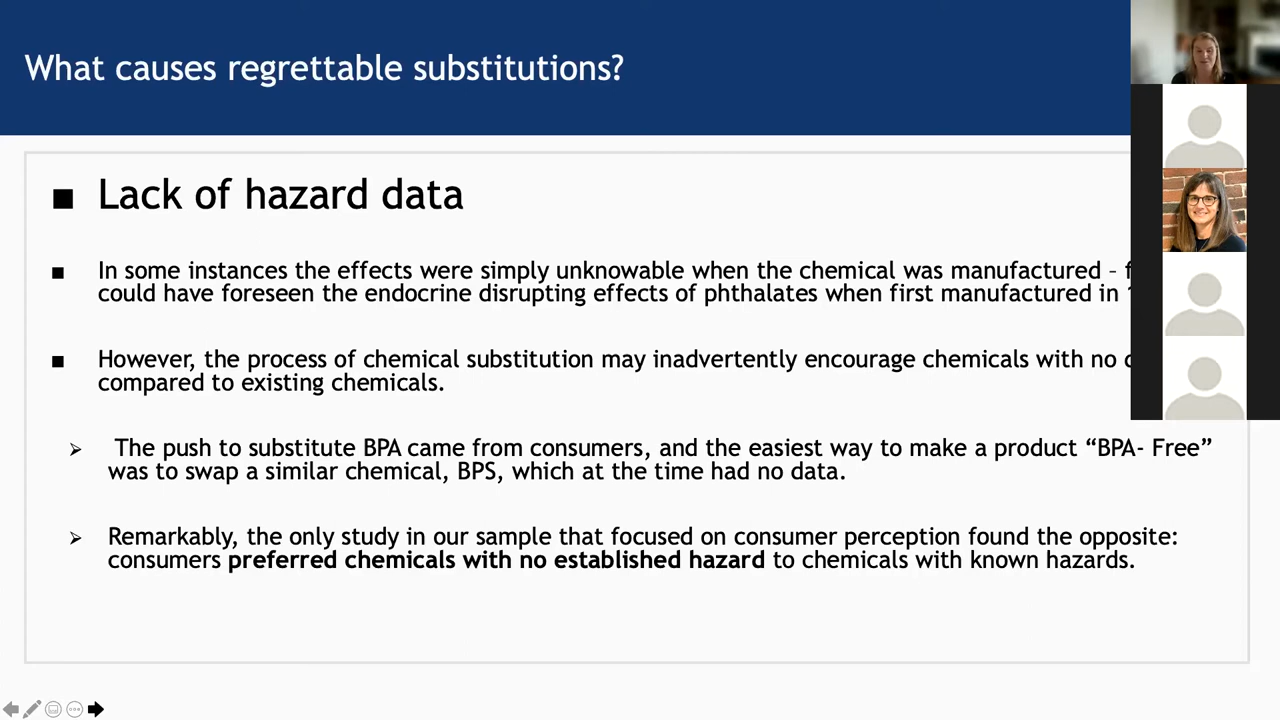 What causes regrettable substitutions?
Lack of hazard data
In some instances the effects were simply unknowable when the chemical was manufactured –
could have foreseen the endocrine disrupting effects of phthalates when first manufactured in
However, the process of chemical substitution may inadvertently encourage chemicals with no
compared to existing chemicals.
The push to substitute BPA came from consumers, and the easiest way to make a product “BPA- Free”
was to swap a similar chemical, BPS, which at the time had no data.
Remarkably, the only study in our sample that focused on consumer perception found the opposite:
consumers preferred chemicals with no established hazard to chemicals with known hazards.